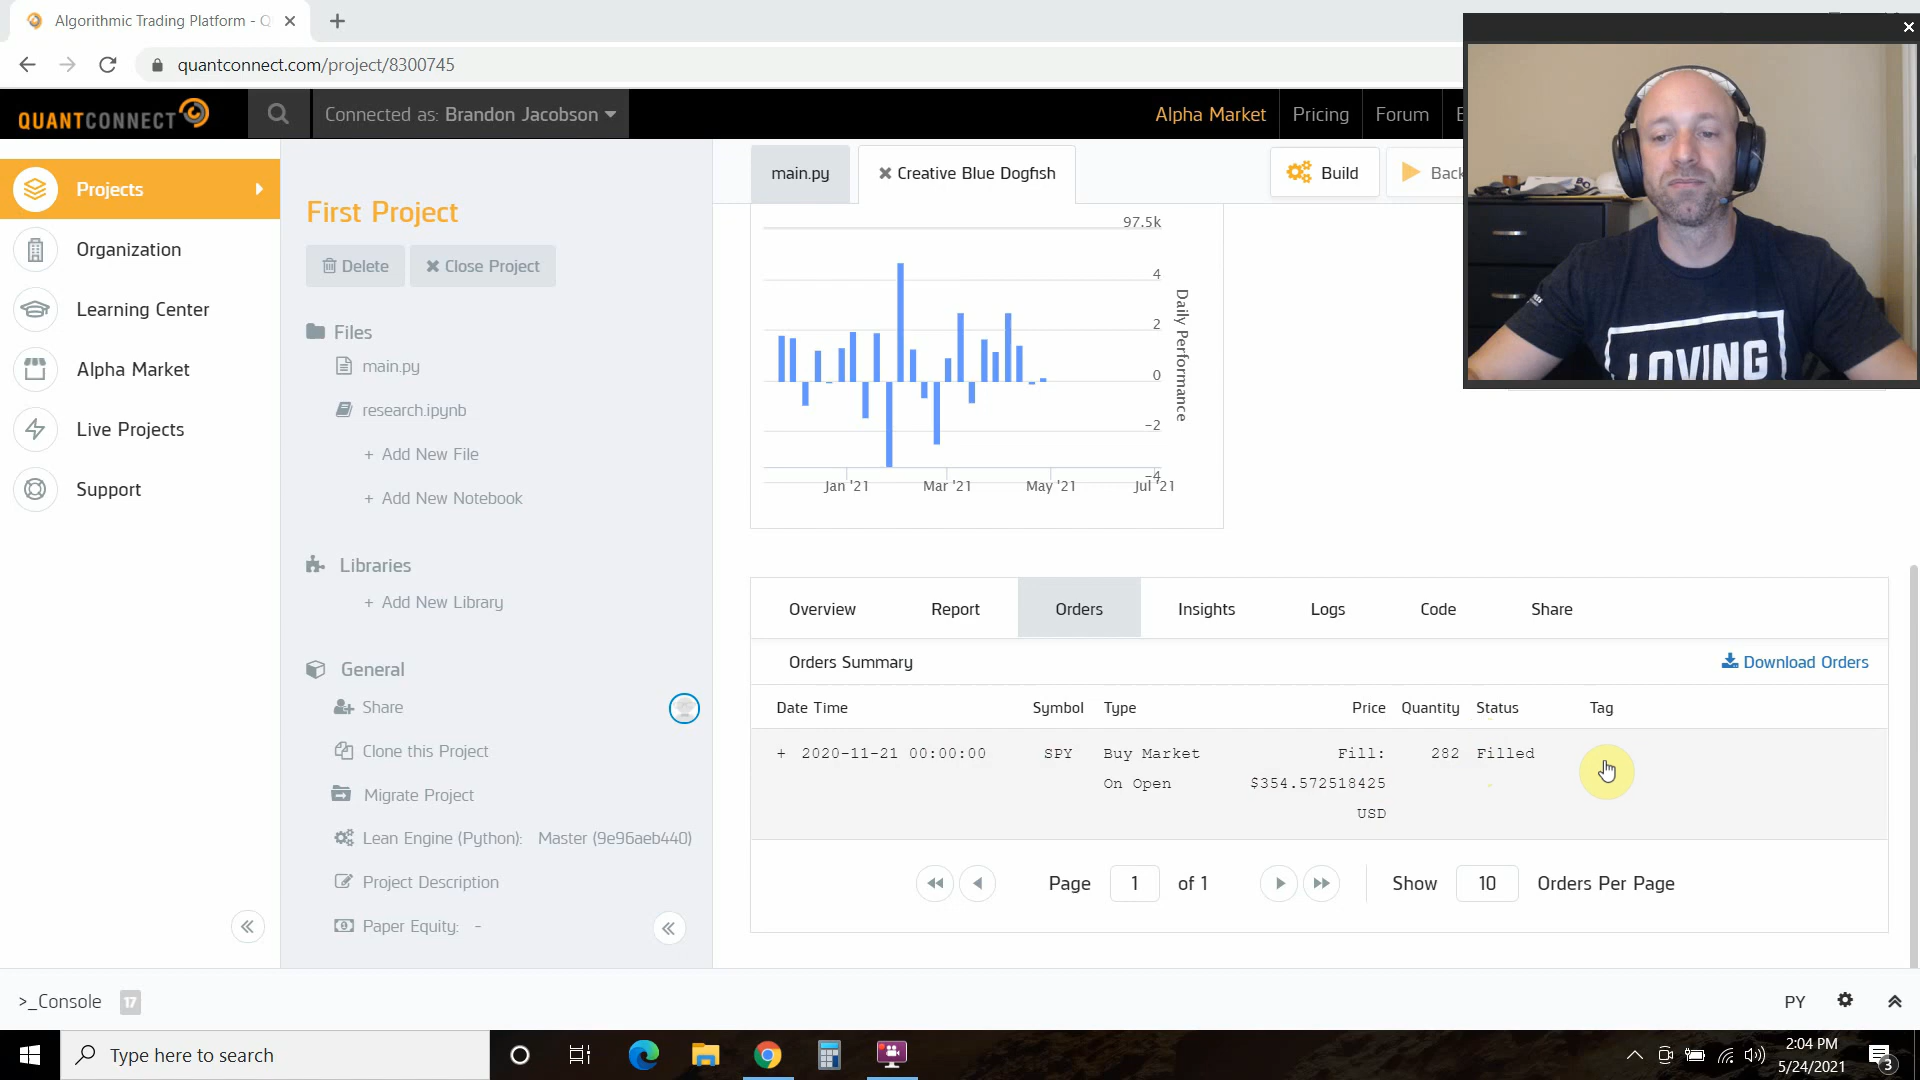 Algorithmic Trading Platform - Q
quantconnect.com/project/8300745
QUANTCONNECT
Connected as: Brandon Jacobson
Alpha Market
Pricing
Forum
Projects
Organization
Learning Center
Alpha Market
Live Projects
Support
First Project
Delete
Close Project
Files
main.py
research.ipynb
+ Add New File
+ Add New Notebook
Libraries
+ Add New Library
General
Share
Clone this Project
Migrate Project
Lean Engine (Python): Master (9e96aeb440)
Project Description
Paper Equity: -
main.py
Creative Blue Dogfish
Build
Back
97.5k
4
2
0
-2
-4
Daily Performance
Jan '21
Mar '21
May '21
Jul '21
LOVING
Overview
Report
Orders
Insights
Logs
Code
Share
Orders Summary
Download Orders
Date Time Symbol Type Price Quantity Status Tag
+ 2020-11-21 00:00:00 SPY Buy Market Fill: 282 Filled
On Open $354.572518425
USD
Page 1 of 1
Show 10 Orders Per Page
>_Console 17
PY
Type here to search
2:04 PM
5/24/2021
3